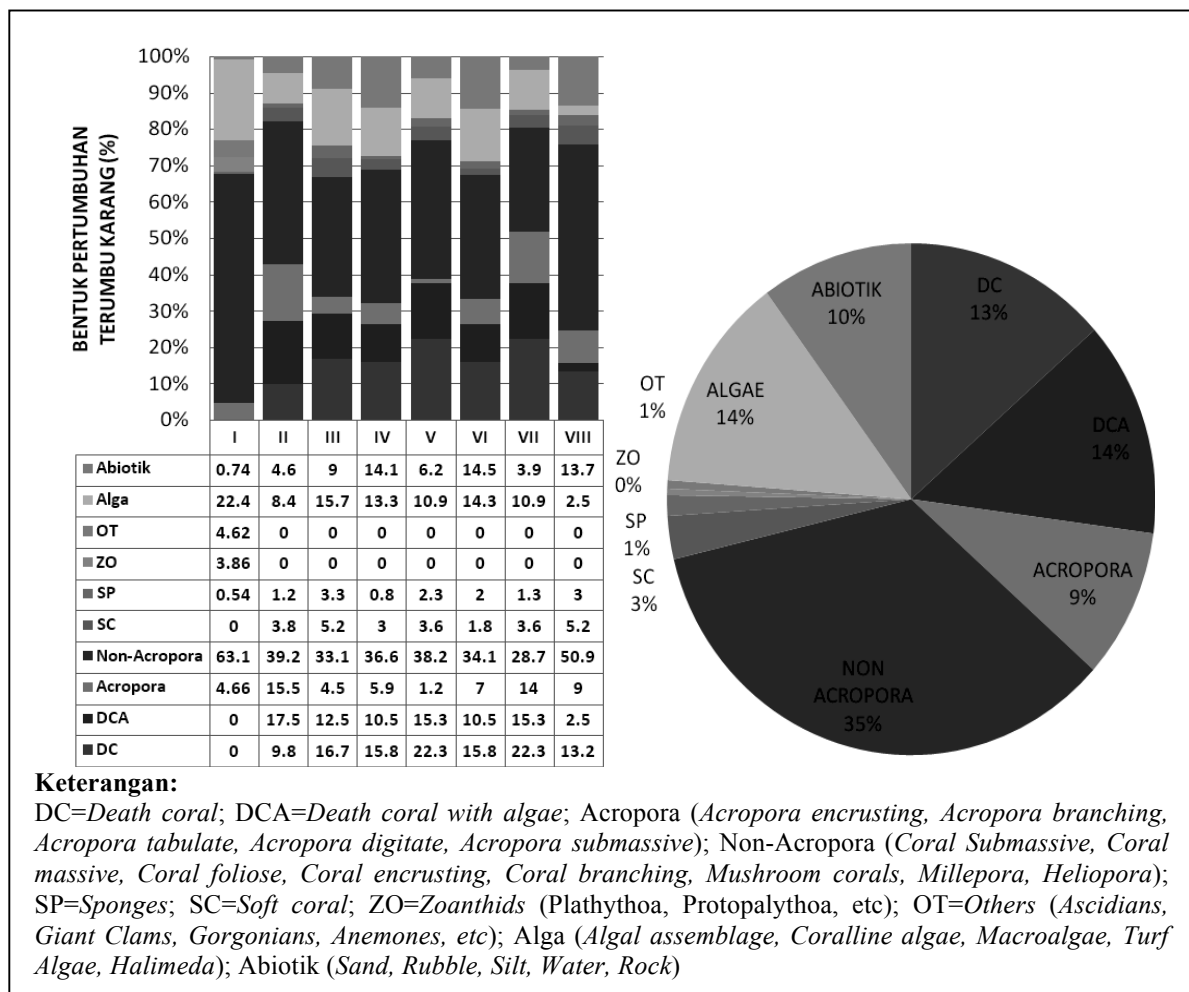 BENTUK PERTUMBUHAN
TERUMBU KARANG (%)
100%
90%
80%
70%
60%
50%
40%
30%
20%
10%
0%
I II III IV V VI VII VIII
Abiotik 0.74 4.6 9 14.1 6.2 14.5 3.9 13.7
Alga 22.4 8.4 15.7 13.3 10.9 14.3 10.9 2.5
OT 4.62 0 0 0 0 0 0 0
ZO 3.86 0 0 0 0 0 0 0
SP 0.54 1.2 3.3 0.8 2.3 2 1.3 3
SC 0 3.8 5.2 3 3.6 1.8 3.6 5.2
Non-Acropora 63.1 39.2 33.1 36.6 38.2 34.1 28.7 50.9
Acropora 4.66 15.5 4.5 5.9 1.2 7 14 9
DCA 0 17.5 12.5 10.5 15.3 10.5 15.3 2.5
DC 0 9.8 16.7 15.8 22.3 15.8 22.3 13.2
DC
13%
DCA
14%
ACROPORA
9%
NON
ACROPORA
35%
SC
3%
SP
1%
ZO
0%
OT
1%
ALGAE
14%
ABIOTIK
10%
Keterangan:
DC=Death coral; DCA=Death coral with algae; Acropora (Acropora encrusting, Acropora branching,
Acropora tabulate, Acropora digitate, Acropora submassive); Non-Acropora (Coral Submassive, Coral
massive, Coral foliose, Coral encrusting, Coral branching, Mushroom corals, Millepora, Heliopora);
SP=Sponges; SC=Soft coral; ZO=Zoanthids (Plathythoa, Protopalythoa, etc); OT=Others (Ascidians,
Giant Clams, Gorgonians, Anemones, etc); Alga (Algal assemblage, Coralline algae, Macroalgae, Turf
Algae, Halimeda); Abiotik (Sand, Rubble, Silt, Water, Rock)